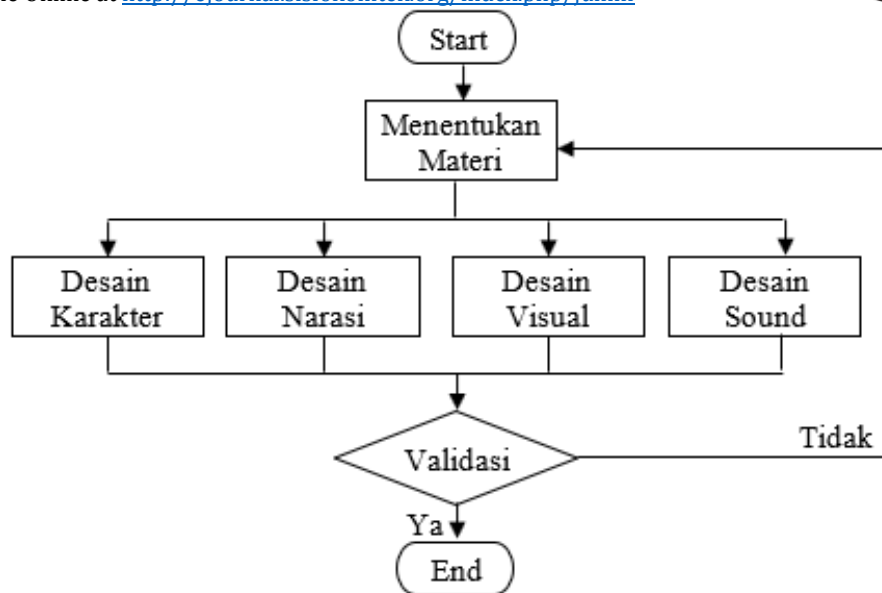 Start
Menentukan
Materi
Desain
Karakter
Desain
Narasi
Desain
Visual
Desain
Sound
Validasi
Tidak
Ya
End